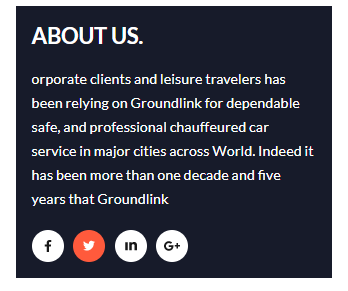 ABOUT US.
orporate clients and leisure travelers has
been relying on Groundlink for dependable
safe, and professional chauffeured car
service in major cities across World. Indeed it
has been more than one decade and five
years that Groundlink
f in G+